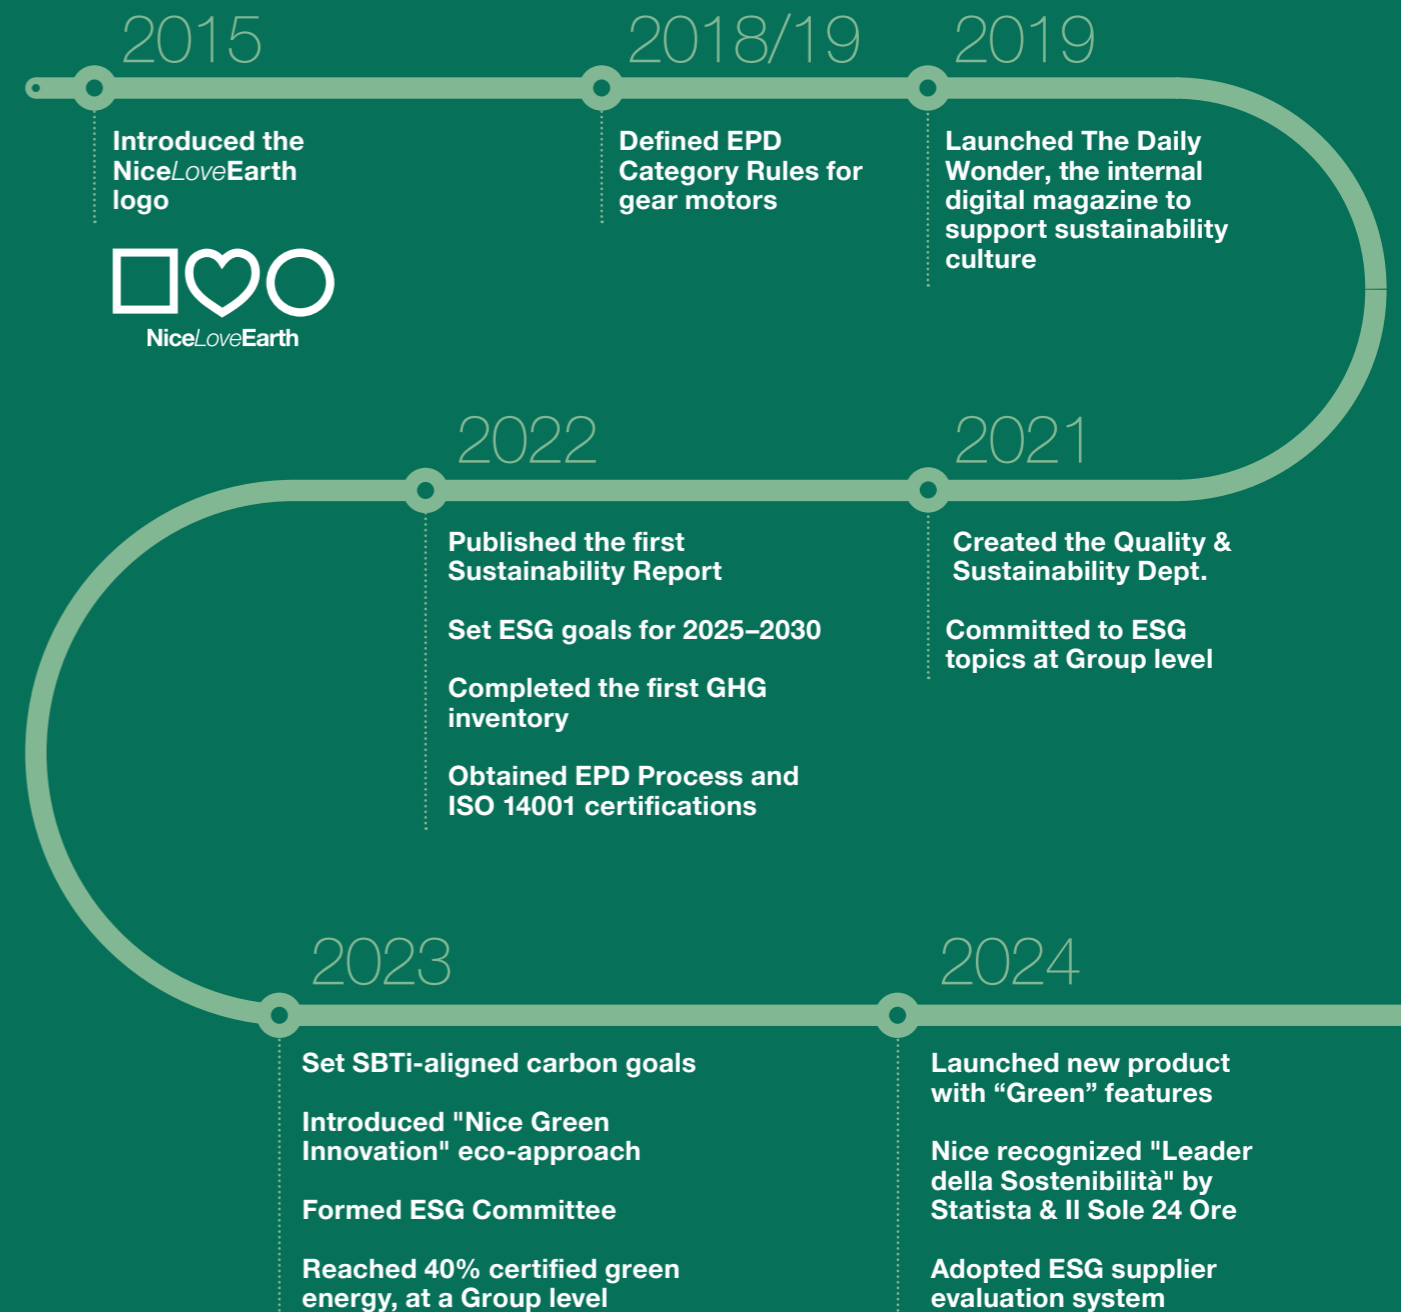 2015
Introduced the
NiceLoveEarth
logo
NiceLoveEarth
2018/19
Defined EPD
Category Rules for
gear motors
2019
Launched The Daily
Wonder, the internal
digital magazine to
support sustainability
culture
2021
Created the Quality &
Sustainability Dept.
Committed to ESG
topics at Group level
2022
Published the first
Sustainability Report
Set ESG goals for 2025–2030
Completed the first GHG
inventory
Obtained EPD Process and
ISO 14001 certifications
2023
Set SBTi-aligned carbon goals
Introduced "Nice Green
Innovation" eco-approach
Formed ESG Committee
Reached 40% certified green
energy, at a Group level
2024
Launched new product
with “Green” features
Nice recognized "Leader
della Sostenibilità" by
Statista & Il Sole 24 Ore
Adopted ESG supplier
evaluation system